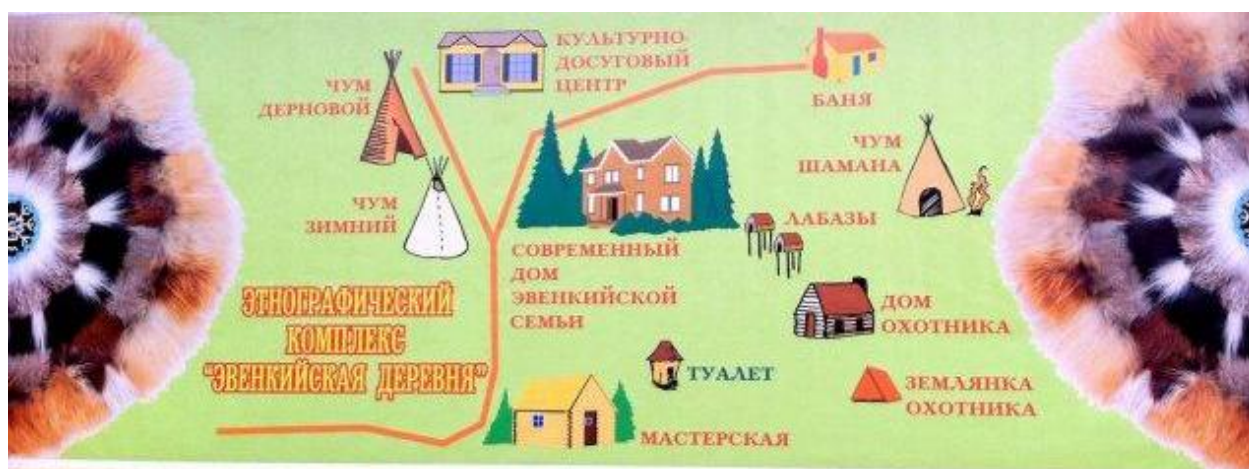 КУЛЬТУРНО-
ДОСУГОВЫЙ
ЦЕНТР
БАНЯ
ЧУМ
ДЕРНОВОЙ
ЧУМ
ШАМАНА
ЧУМ
ЗИМНИЙ
ЛАБАЗЫ
СОВРЕМЕННЫЙ
ДОМ
ЭВЕНКИЙСКОЙ
СЕМЬИ
ДОМ
ОХОТНИКА
ЭТНОГРАФИЧЕСКИЙ
КОМПЛЕКС
"ЭВЕНКИЙСКАЯ ДЕРЕВНЯ"
ТУАЛЕТ
ЗЕМЛЯНКА
ОХОТНИКА
МАСТЕРСКАЯ